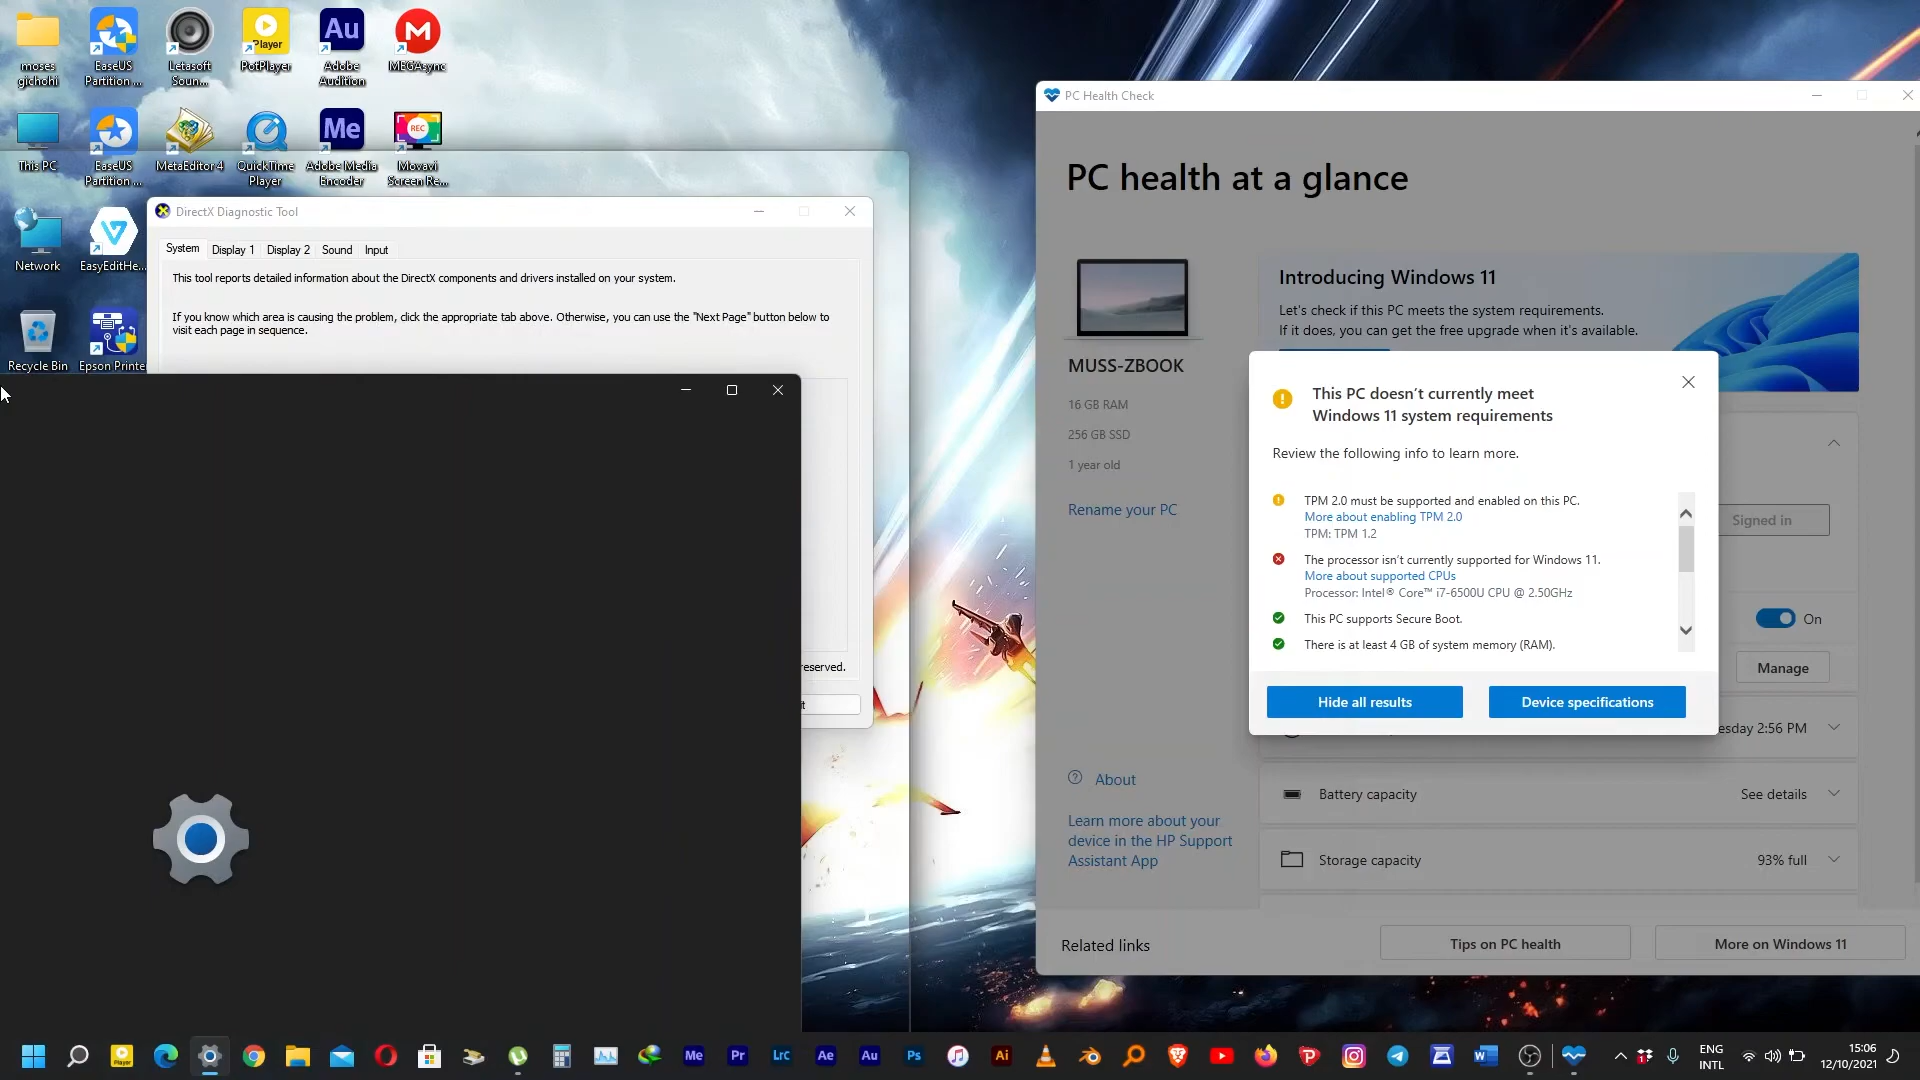 moses
gichohi
EaseUS
Partition ...
Letasoft
Soun...
PotPlayer
Adobe
Audition
MEGAsync
This PC
EaseUS
Partition ...
MetaEditor 4
QuickTime
Player
Adobe Media
Encoder
Movavi
Screen Re...
Network
EasyEditHe...
Recycle Bin
Epson Printer
DirectX Diagnostic Tool
System
Display 1
Display 2
Sound
Input
This tool reports detailed information about the DirectX components and drivers installed on your system.
If you know which area is causing the problem, click the appropriate tab above. Otherwise, you can use the "Next Page" button below to
visit each page in sequence.
reserved.
PC Health Check
PC health at a glance
MUSS-ZBOOK
16 GB RAM
256 GB SSD
1 year old
Rename your PC
About
Learn more about your
device in the HP Support
Assistant App
Introducing Windows 11
Let's check if this PC meets the system requirements.
If it does, you can get the free upgrade when it's available.
This PC doesn't currently meet
Windows 11 system requirements
Review the following info to learn more.
TPM 2.0 must be supported and enabled on this PC.
More about enabling TPM 2.0
TPM: TPM 1.2
The processor isn't currently supported for Windows 11.
More about supported CPUs
Processor: Intel® Core™ i7-6500U CPU @ 2.50GHz
This PC supports Secure Boot.
There is at least 4 GB of system memory (RAM).
Hide all results
Device specifications
Signed in
On
Manage
esday 2:56 PM
Battery capacity
See details
Storage capacity
93% full
Related links
Tips on PC health
More on Windows 11
Player
Au
Me
REC
Me
Pr
LrC
Ae
Au
Ps
Ai
ENG
INTL
15:06
12/10/2021